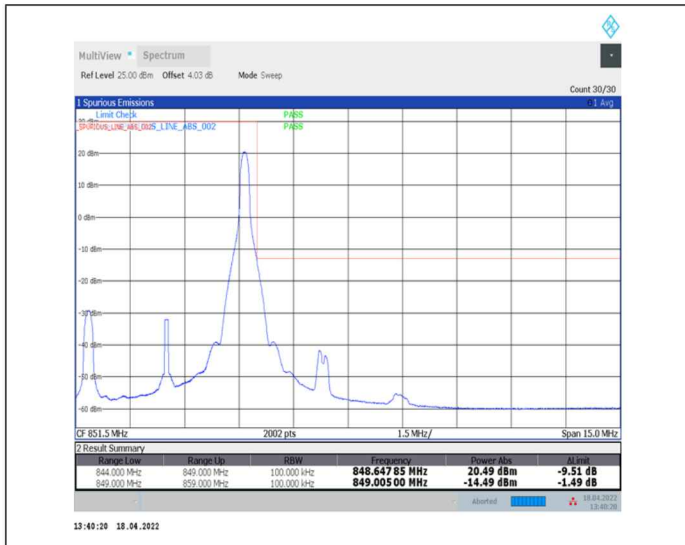 MultiView Spectrum
Ref Level 25.00 dBm Offset 4.03 dB Mode Sweep
Count 30/30
1 Spurious Emissions 1 Avg
Limit Check PASS
_SPURIOUS_LINE_ABS_002 PASS
20 dBm
10 dBm
0 dBm
-10 dBm
-20 dBm
-30 dBm
-40 dBm
-50 dBm
-60 dBm
CF 851.5 MHz 2002 pts 1.5 MHz/ Span 15.0 MHz
2 Result Summary
Range Low Range Up RBW Frequency Power Abs ΔLimit
844.000 MHz 849.000 MHz 100.000 kHz 848.647 85 MHz 20.49 dBm -9.51 dB
849.000 MHz 859.000 MHz 100.000 kHz 849.005 00 MHz -14.49 dBm -1.49 dB
Aborted 18.04.2022
13:40:20
13:40:20 18.04.2022